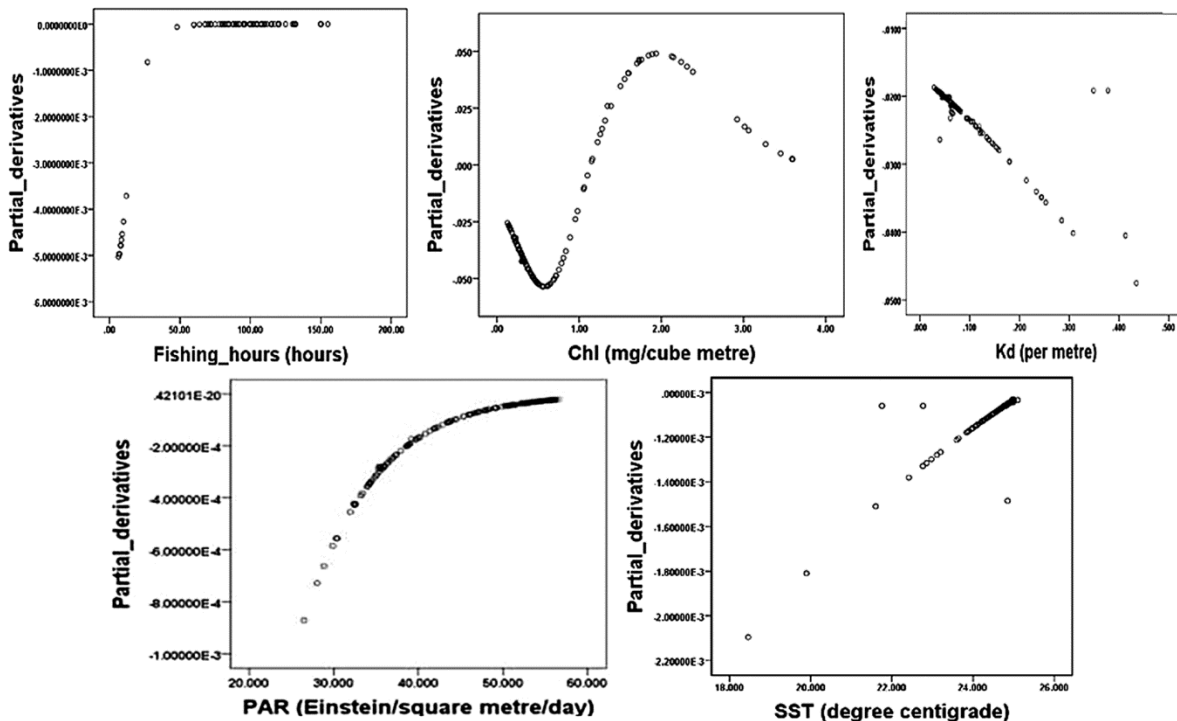 Partial_derivatives
0.0000000E0
-1.0000000E-3
-2.0000000E-3
-3.0000000E-3
-4.0000000E-3
-5.0000000E-3
-6.0000000E-3
.00
50.00
100.00
150.00
200.00
Fishing_hours (hours)
Partial_derivatives
.050
.025
.000
-.025
-.050
.00
1.00
2.00
3.00
4.00
Chl (mg/cube metre)
Partial_derivatives
-.0100
-.0200
-.0300
-.0500
.000
.100
.200
.300
.400
.500
Kd (per metre)
Partial_derivatives
.42101E-20
-2.00000E-4
-4.00000E-4
-6.00000E-4
-8.00000E-4
-1.00000E-3
20.000
30.000
40.000
50.000
60.000
PAR (Einstein/square metre/day)
Partial_derivatives
.00000E-3
-1.20000E-3
-1.40000E-3
-1.60000E-3
-1.80000E-3
-2.00000E-3
-2.20000E-3
18.000
20.000
22.000
24.000
26.000
SST (degree centigrade)